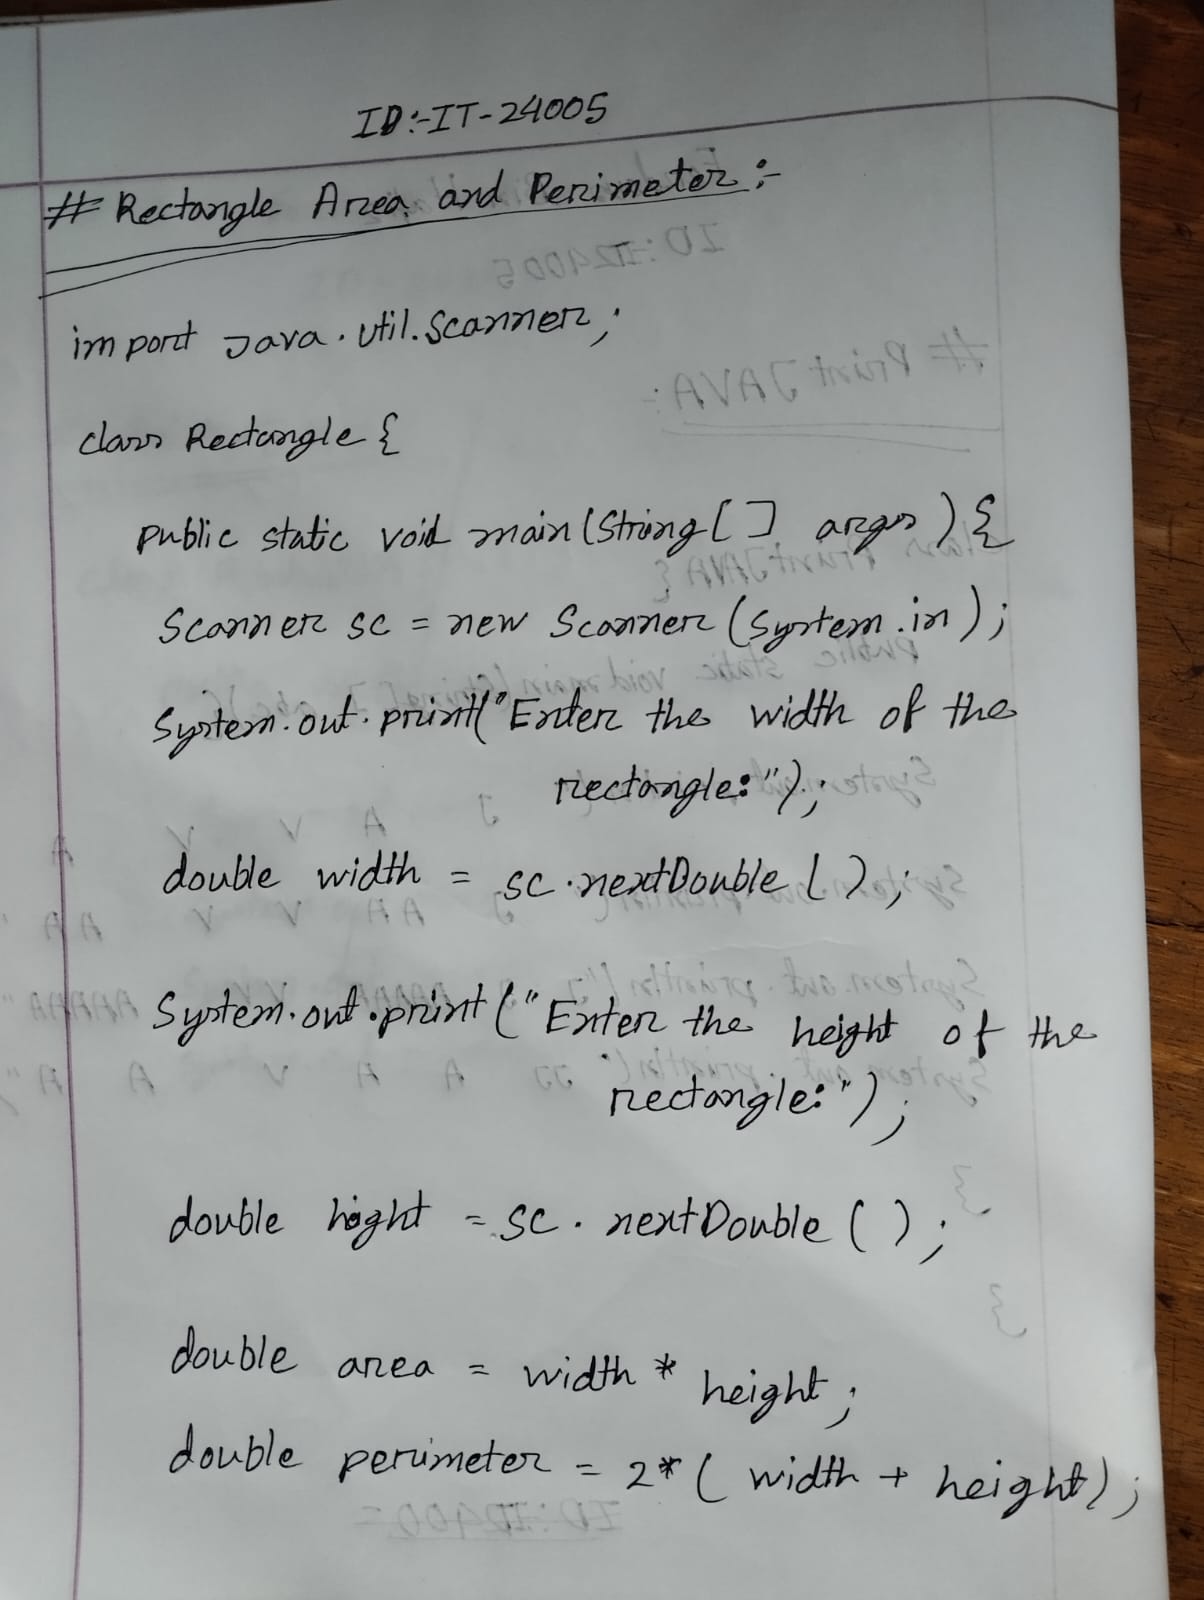 ID:-IT-24005
# Rectangle Area and Perimeter:-
import java.util.Scanner;
class Rectangle {
public static void main(String[] args){
Scanner sc = new Scanner(System.in);
System.out.print("Enter the width of the
rectangle:");
double width = sc.nextDouble();
System.out.print("Enter the height of the
rectangle:");
double hight = sc.nextDouble();
double area = width * height;
double perimeter = 2*(width + height);